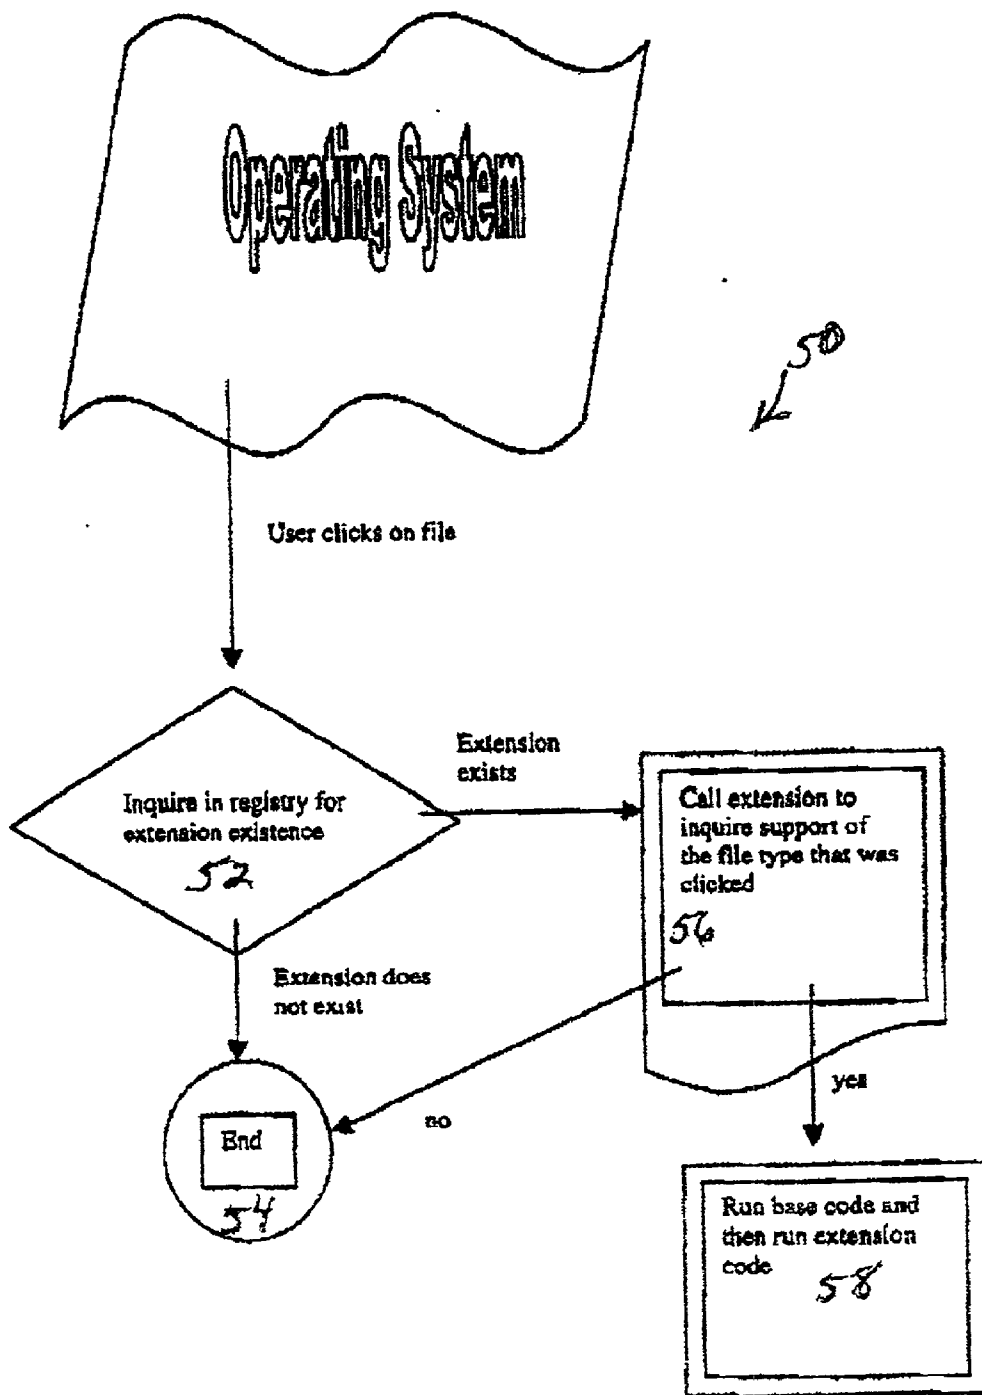 Operating System
50
User clicks on file
Extension
exists
Inquire in registry for
extension existence
52
Call extension to
inquire support of
the file type that was
clicked
56
Extension does
not exist
yes
no
End
54
Run base code and
then run extension
code
58